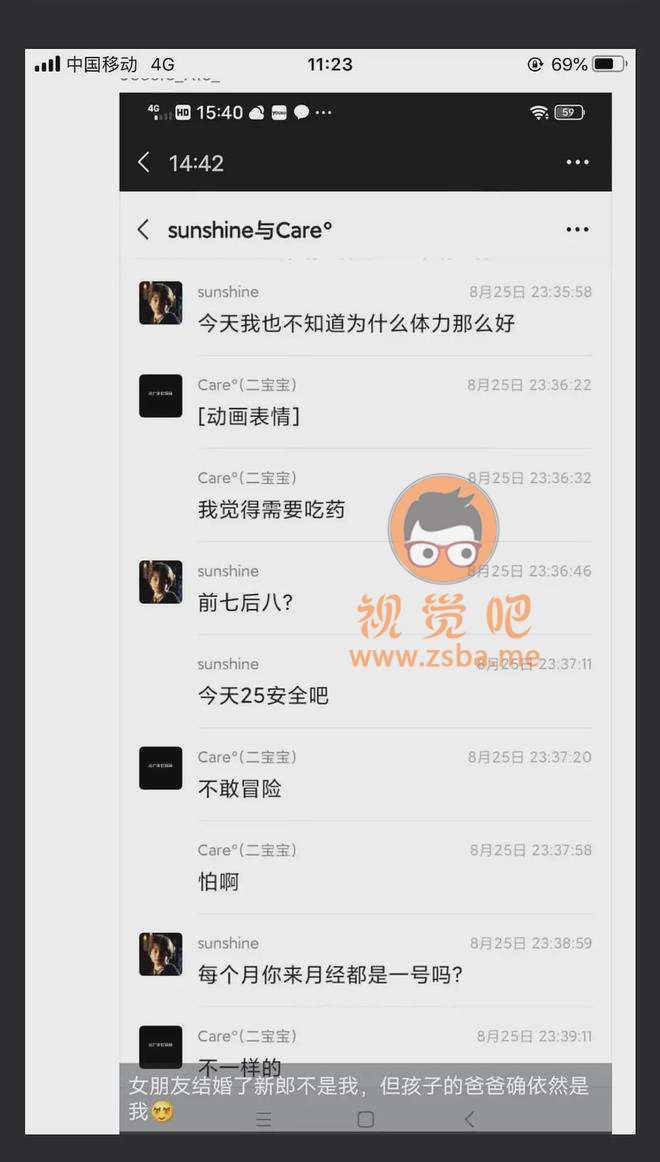 中国移动 4G
11:23
69%
4G HD 15:40
59
14:42
sunshine与Care°
sunshine 8月25日 23:35:58
今天我也不知道为什么体力那么好
Care°(二宝宝) 8月25日 23:36:22
[动画表情]
Care°(二宝宝) 8月25日 23:36:32
我觉得需要吃药
sunshine 8月25日 23:36:46
前七后八?
视觉吧
www.zsba.me
sunshine 8月25日 23:37:11
今天25安全吧
Care°(二宝宝) 8月25日 23:37:20
不敢冒险
Care°(二宝宝) 8月25日 23:37:58
怕啊
sunshine 8月25日 23:38:59
每个月你来月经都是一号吗?
Care°(二宝宝) 8月25日 23:39:11
不一样的
女朋友结婚了新郎不是我，但孩子的爸爸确依然是
我